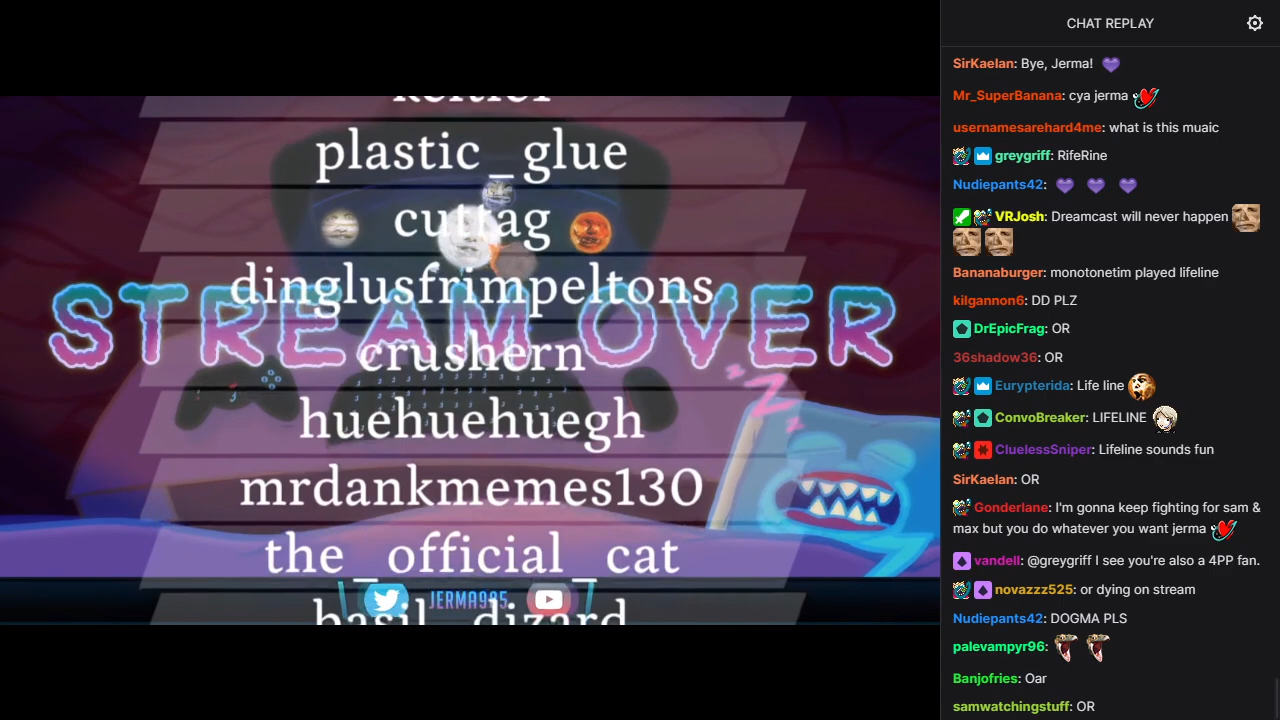 keltief
plastic_glue
cuttag
dinglusfrimpeltons
STREAM OVER
crushern
huehuehuegh
mrdankmemes130
the_official_cat
JERMA985
basil_dizard
CHAT REPLAY
SirKaelan: Bye, Jerma!
Mr_SuperBanana: cya jerma
usernamesarehard4me: what is this muaic
greygriff: RifeRine
Nudiepants42:
VRJosh: Dreamcast will never happen
Bananaburger: monotonetim played lifeline
kilgannon6: DD PLZ
DrEpicFrag: OR
36shadow36: OR
Eurypterida: Life line
ConvoBreaker: LIFELINE
CluelessSniper: Lifeline sounds fun
SirKaelan: OR
Gonderlane: I'm gonna keep fighting for sam &
max but you do whatever you want jerma
vandell: @greygriff I see you're also a 4PP fan.
novazzz525: or dying on stream
Nudiepants42: DOGMA PLS
palevampyr96:
Banjofries: Oar
samwatchingstuff: OR